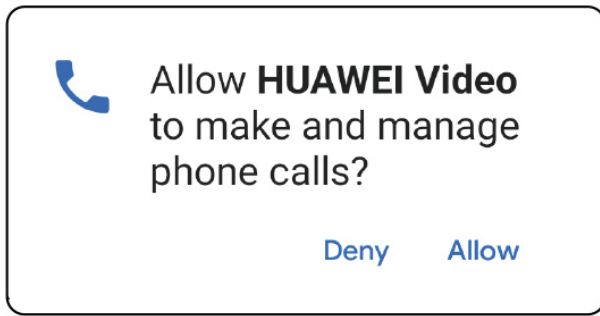 Allow HUAWEI Video
to make and manage
phone calls?
Deny Allow